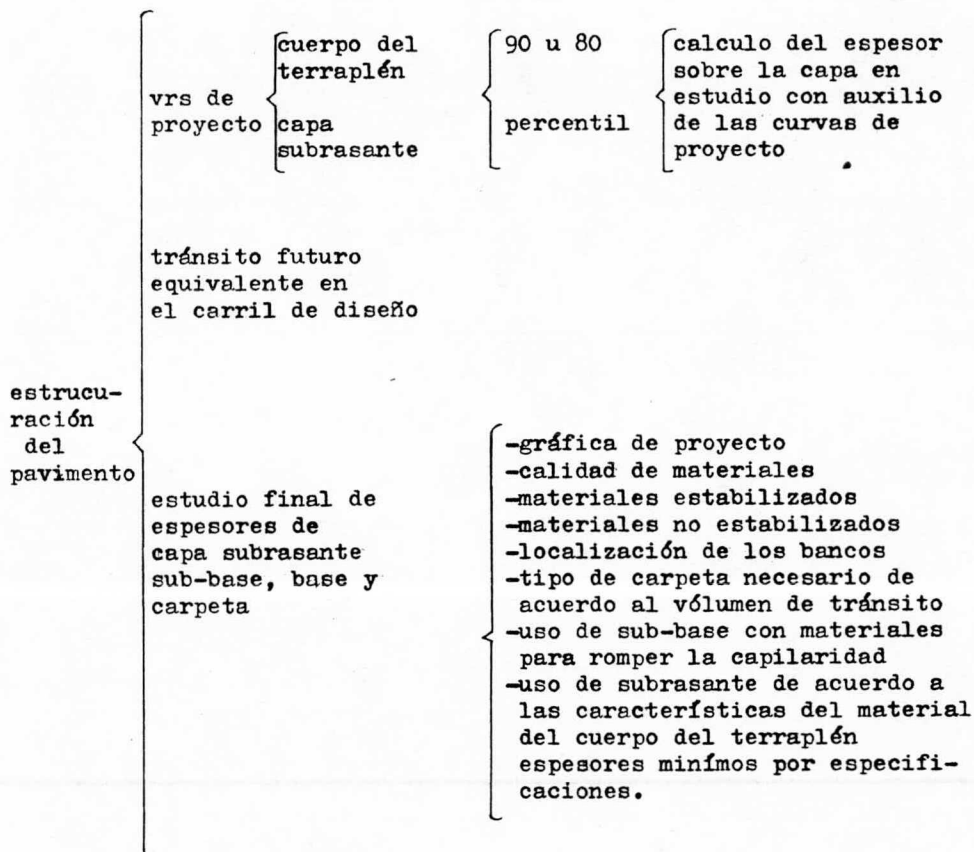 cuerpo del
terraplén
vrs de
proyecto
capa
subrasante
90 u 80
percentil
calculo del espesor
sobre la capa en
estudio con auxilio
de las curvas de
proyecto
tránsito futuro
equivalente en
el carril de diseño
estrucu-
ración
del
pavimento
estudio final de
espesores de
capa subrasante
sub-base, base y
carpeta
-gráfica de proyecto
-calidad de materiales
-materiales estabilizados
-materiales no estabilizados
-localización de los bancos
-tipo de carpeta necesario de
acuerdo al vólumen de tránsito
-uso de sub-base con materiales
para romper la capilaridad
-uso de subrasante de acuerdo a
las características del material
del cuerpo del terraplén
espesores minímos por especifi-
caciones.